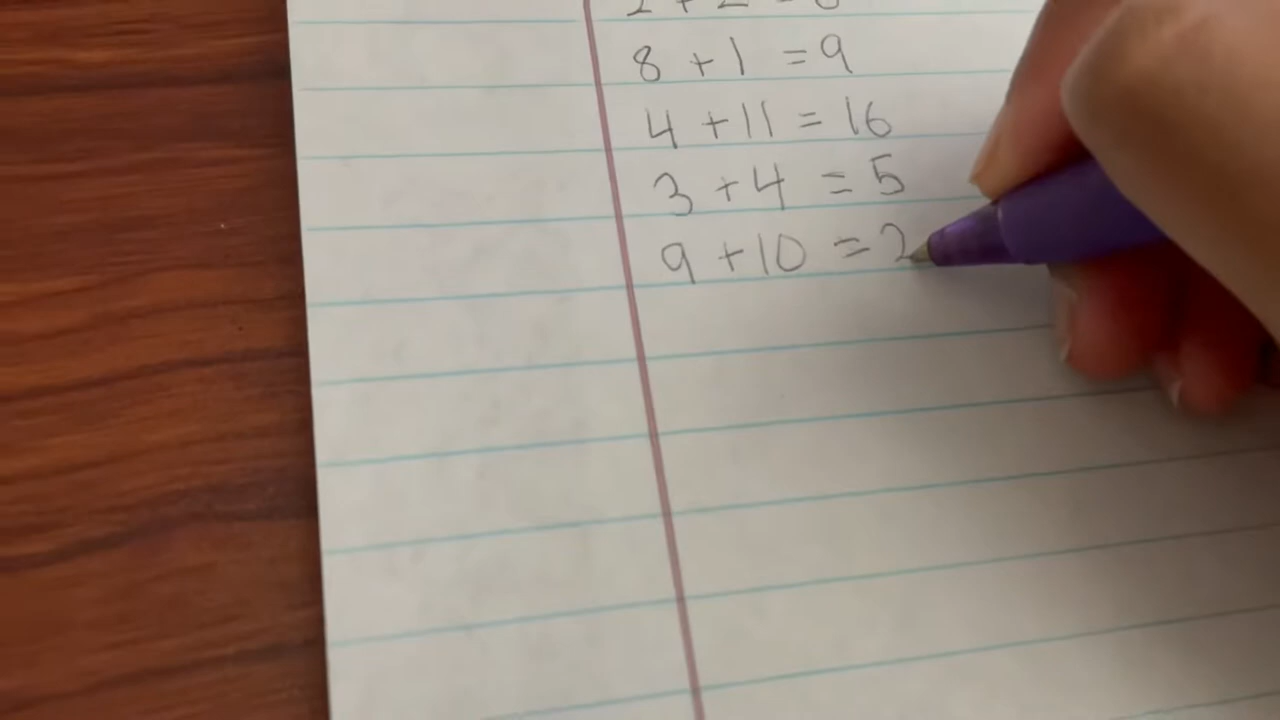 8 + 1 = 9
4 + 11 = 16
3 + 4 = 5
9 + 10 = 2